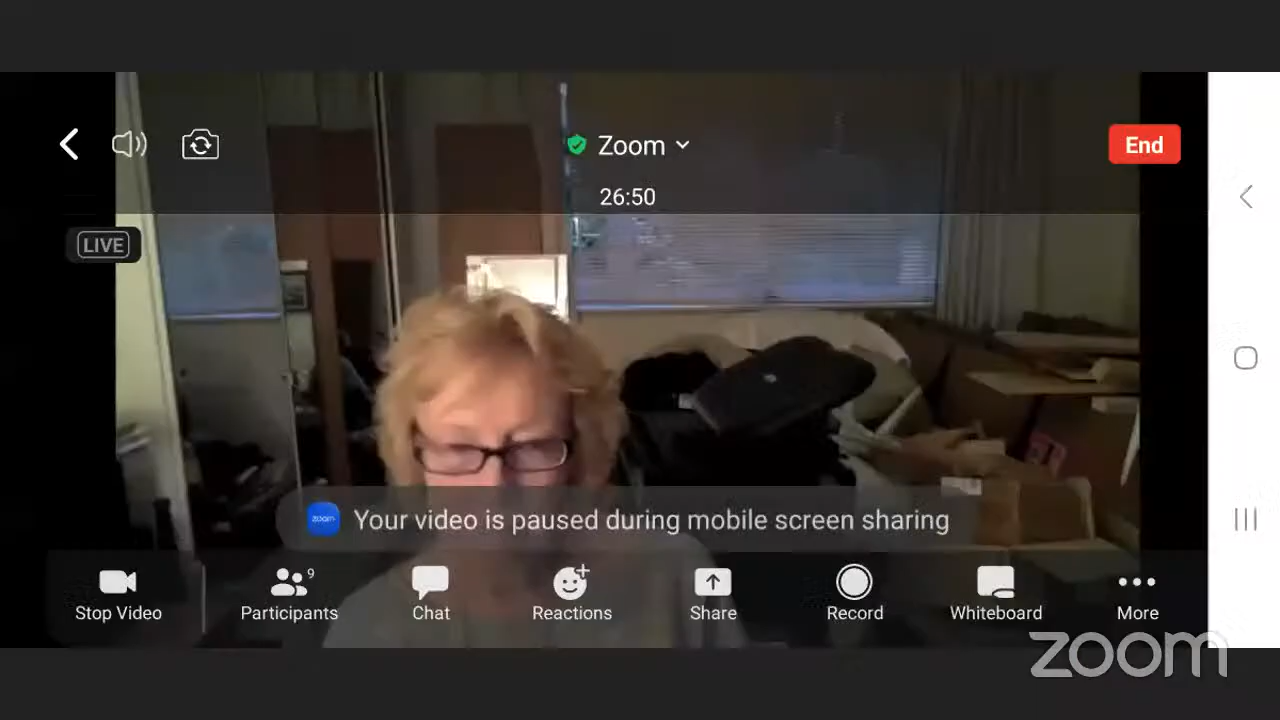 Zoom
End
26:50
LIVE
zoom Your video is paused during mobile screen sharing
9
Stop Video
Participants
Chat
Reactions
Share
Record
Whiteboard
More
zoom